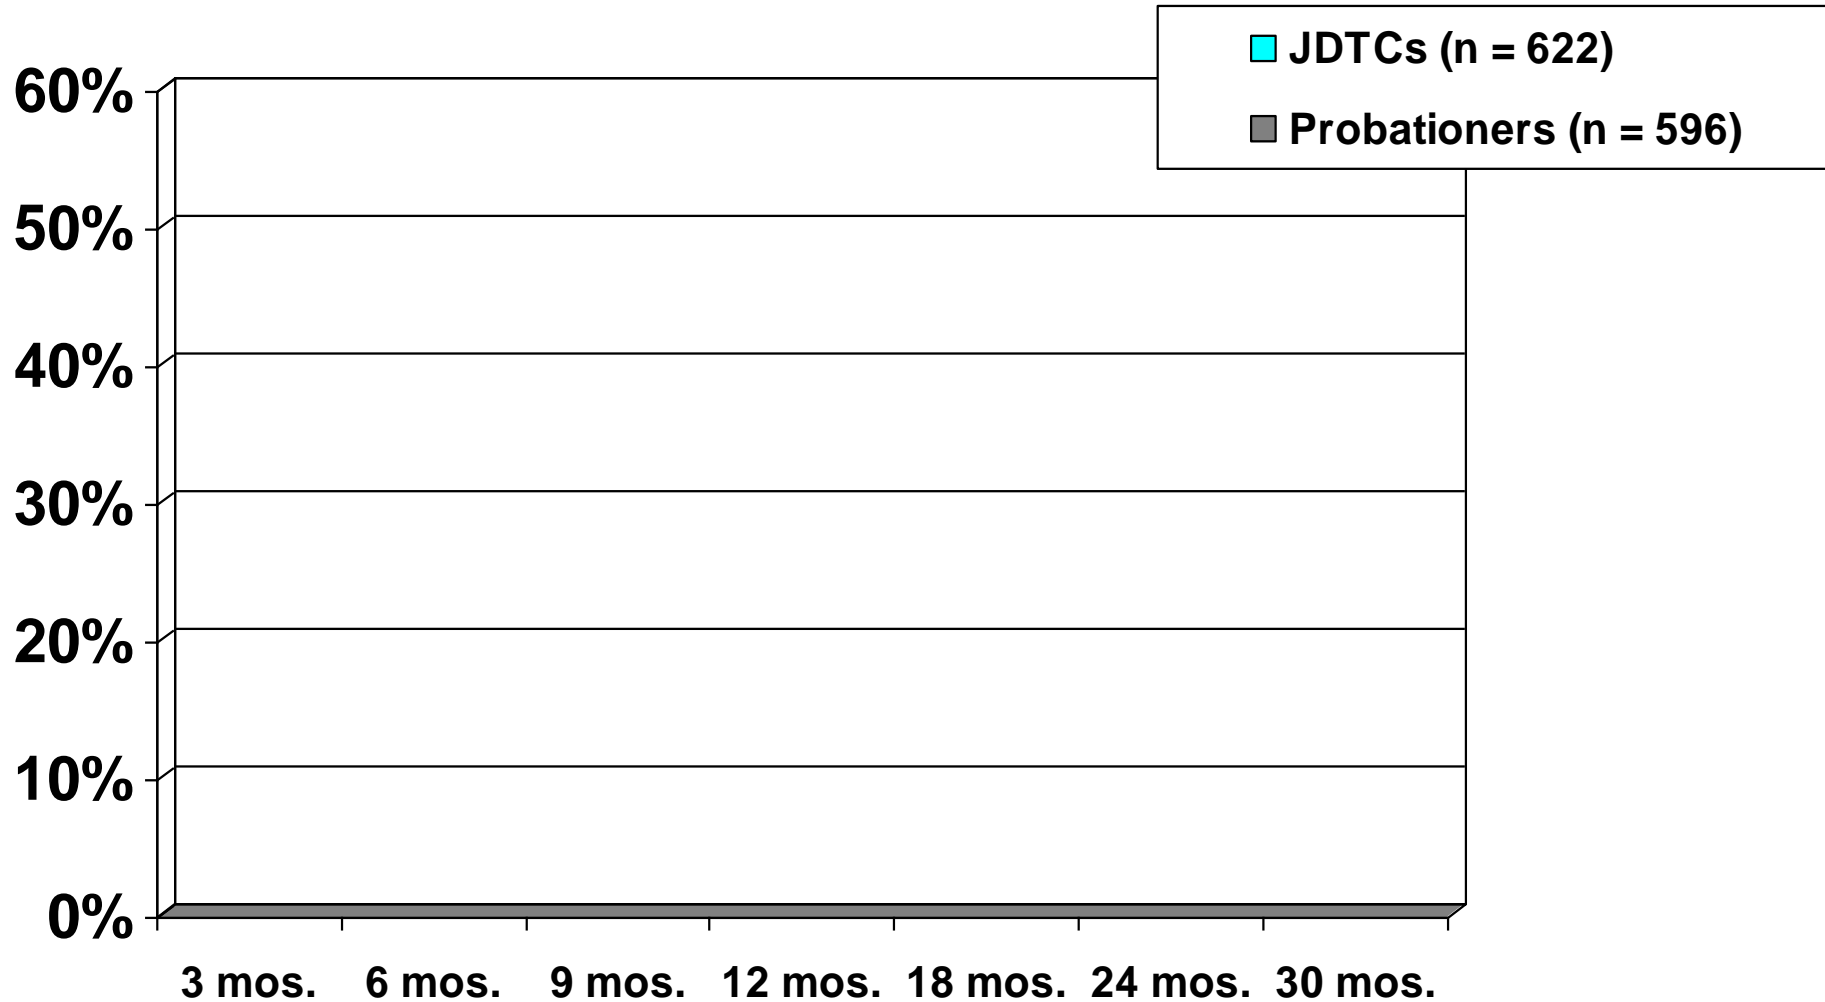 JDTCs (n = 622)
Probationers (n = 596)
60%
50%
40%
30%
20%
10%
0%
3 mos. 6 mos. 9 mos. 12 mos. 18 mos. 24 mos. 30 mos.